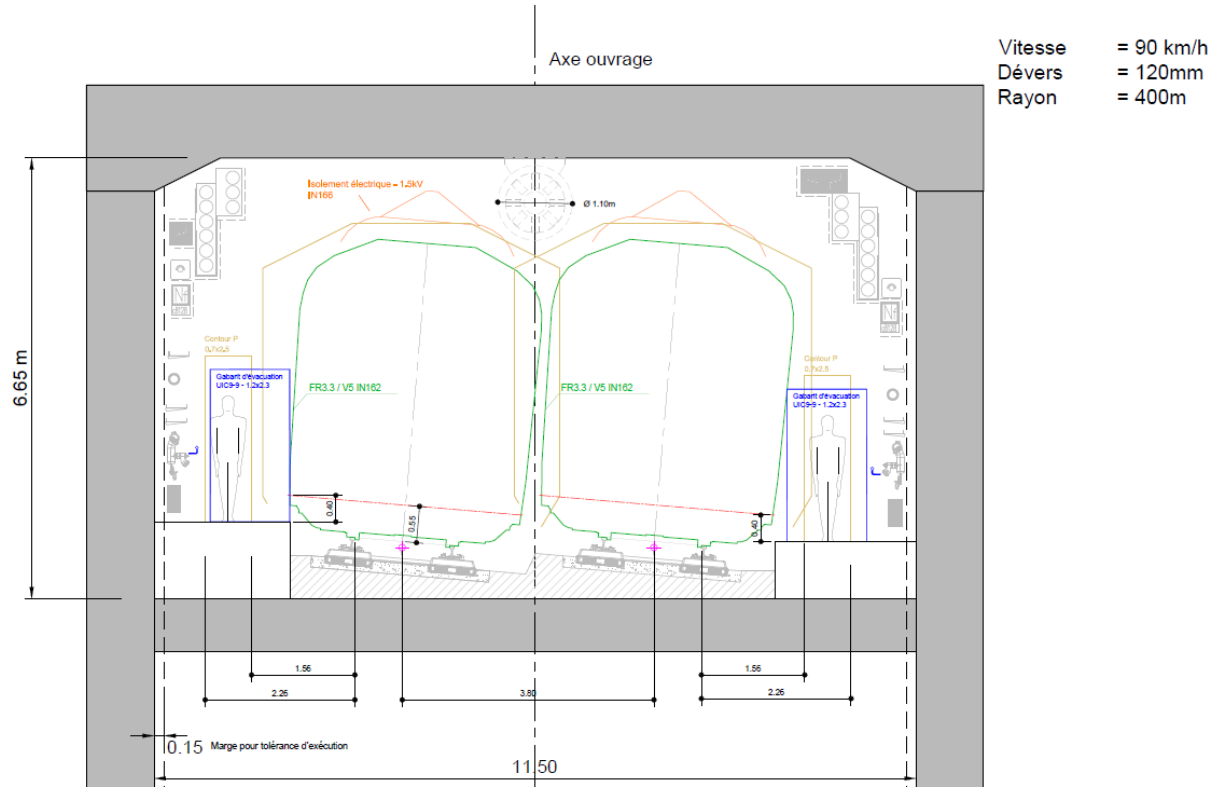 Axe ouvrage
Vitesse = 90 km/h
Dévers = 120mm
Rayon = 400m
Isolement électrique - 1.5kV
IN166
Ø 1.10m
6.65 m
Contour P
0.7x2.5
Gabarit d'évacuation
UIC9-9 - 1.2x2.3
FR3.3 / V5 IN162
FR3.3 / V5 IN162
Contour P
0.7x2.5
Gabarit d'évacuation
UIC9-9 - 1.2x2.3
0.40
0.55
0.40
1.56
2.26
3.80
1.56
2.26
0.15 Marge pour tolérance d'exécution
11.50